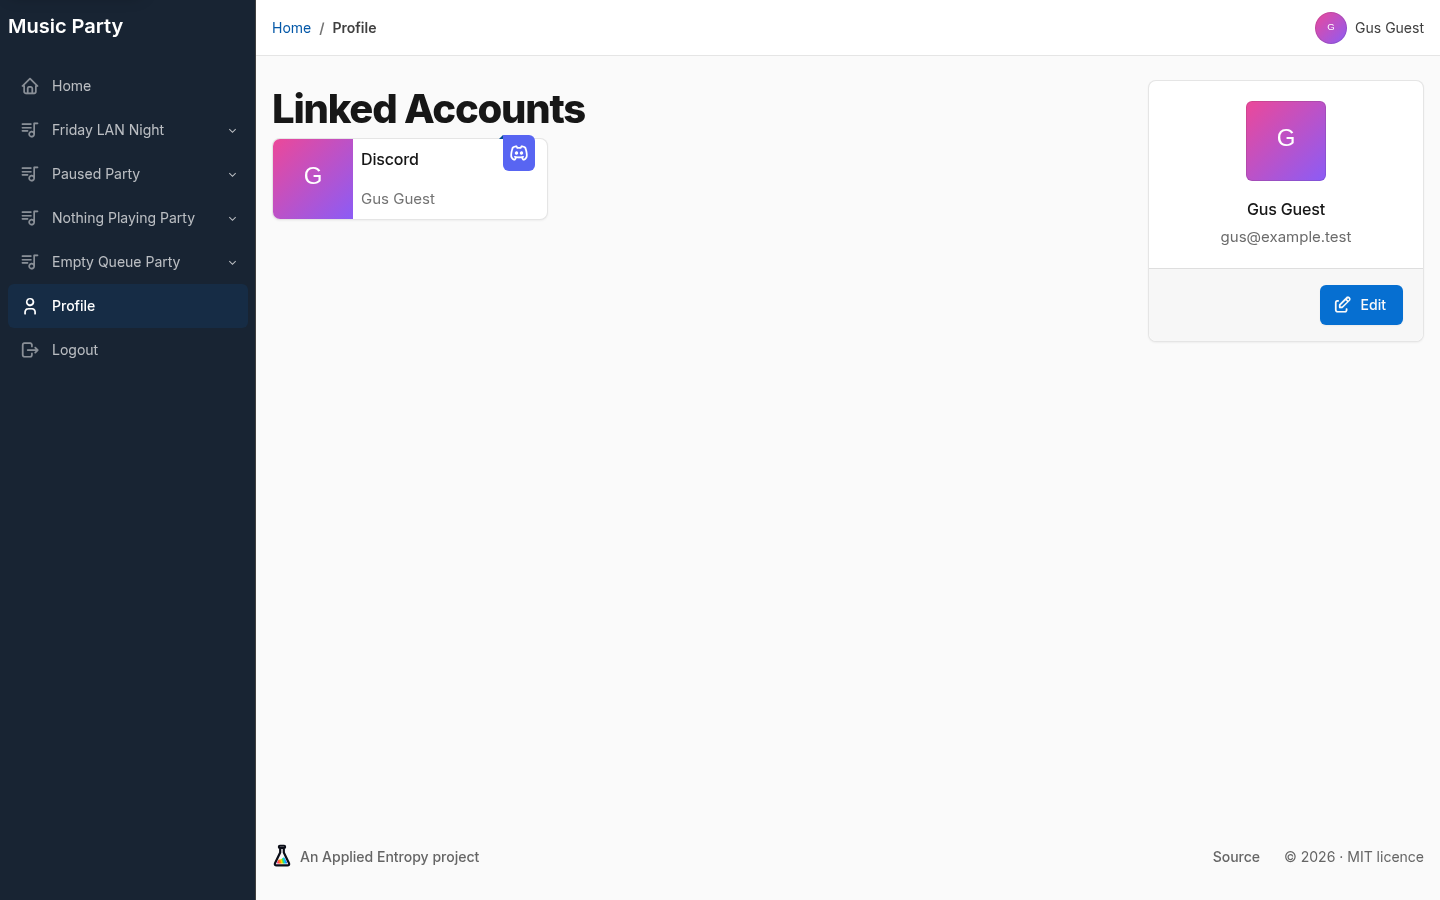 Music Party
Home
Friday LAN Night
Paused Party
Nothing Playing Party
Empty Queue Party
Profile
Logout
Home / Profile
G Gus Guest
Linked Accounts
G
Discord
Gus Guest
G
Gus Guest
gus@example.test
Edit
An Applied Entropy project
Source
© 2026 · MIT licence